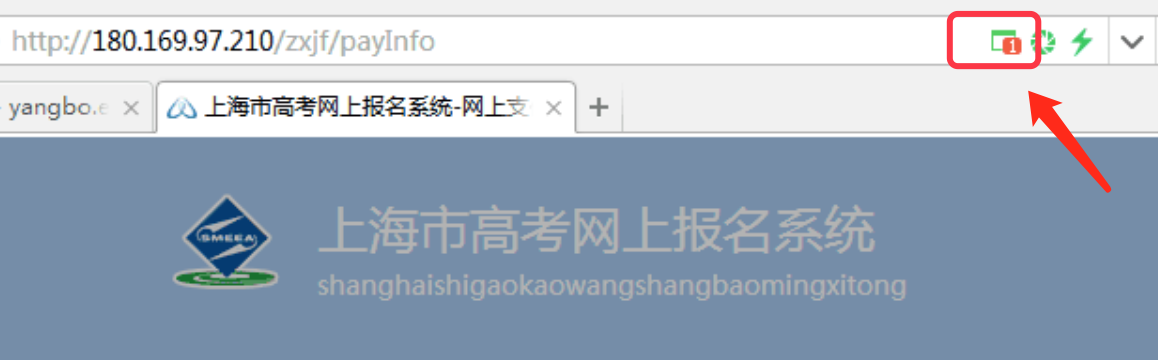 http://180.169.97.210/zxjf/payInfo
1
yangbo.e
上海市高考网上报名系统-网上支
SMEEA
上海市高考网上报名系统
shanghaishigaokaowangshangbaomingxitong